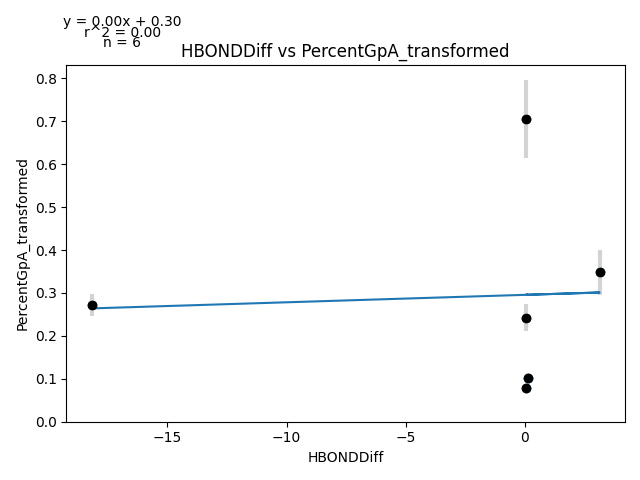 y = 0.00x + 0.30
r^2 = 0.00
n = 6
HBONDDiff vs PercentGpA_transformed
0.8
0.7
0.6
0.5
0.4
0.3
0.2
0.1
0.0
PercentGpA_transformed
−15
−10
−5
0
HBONDDiff